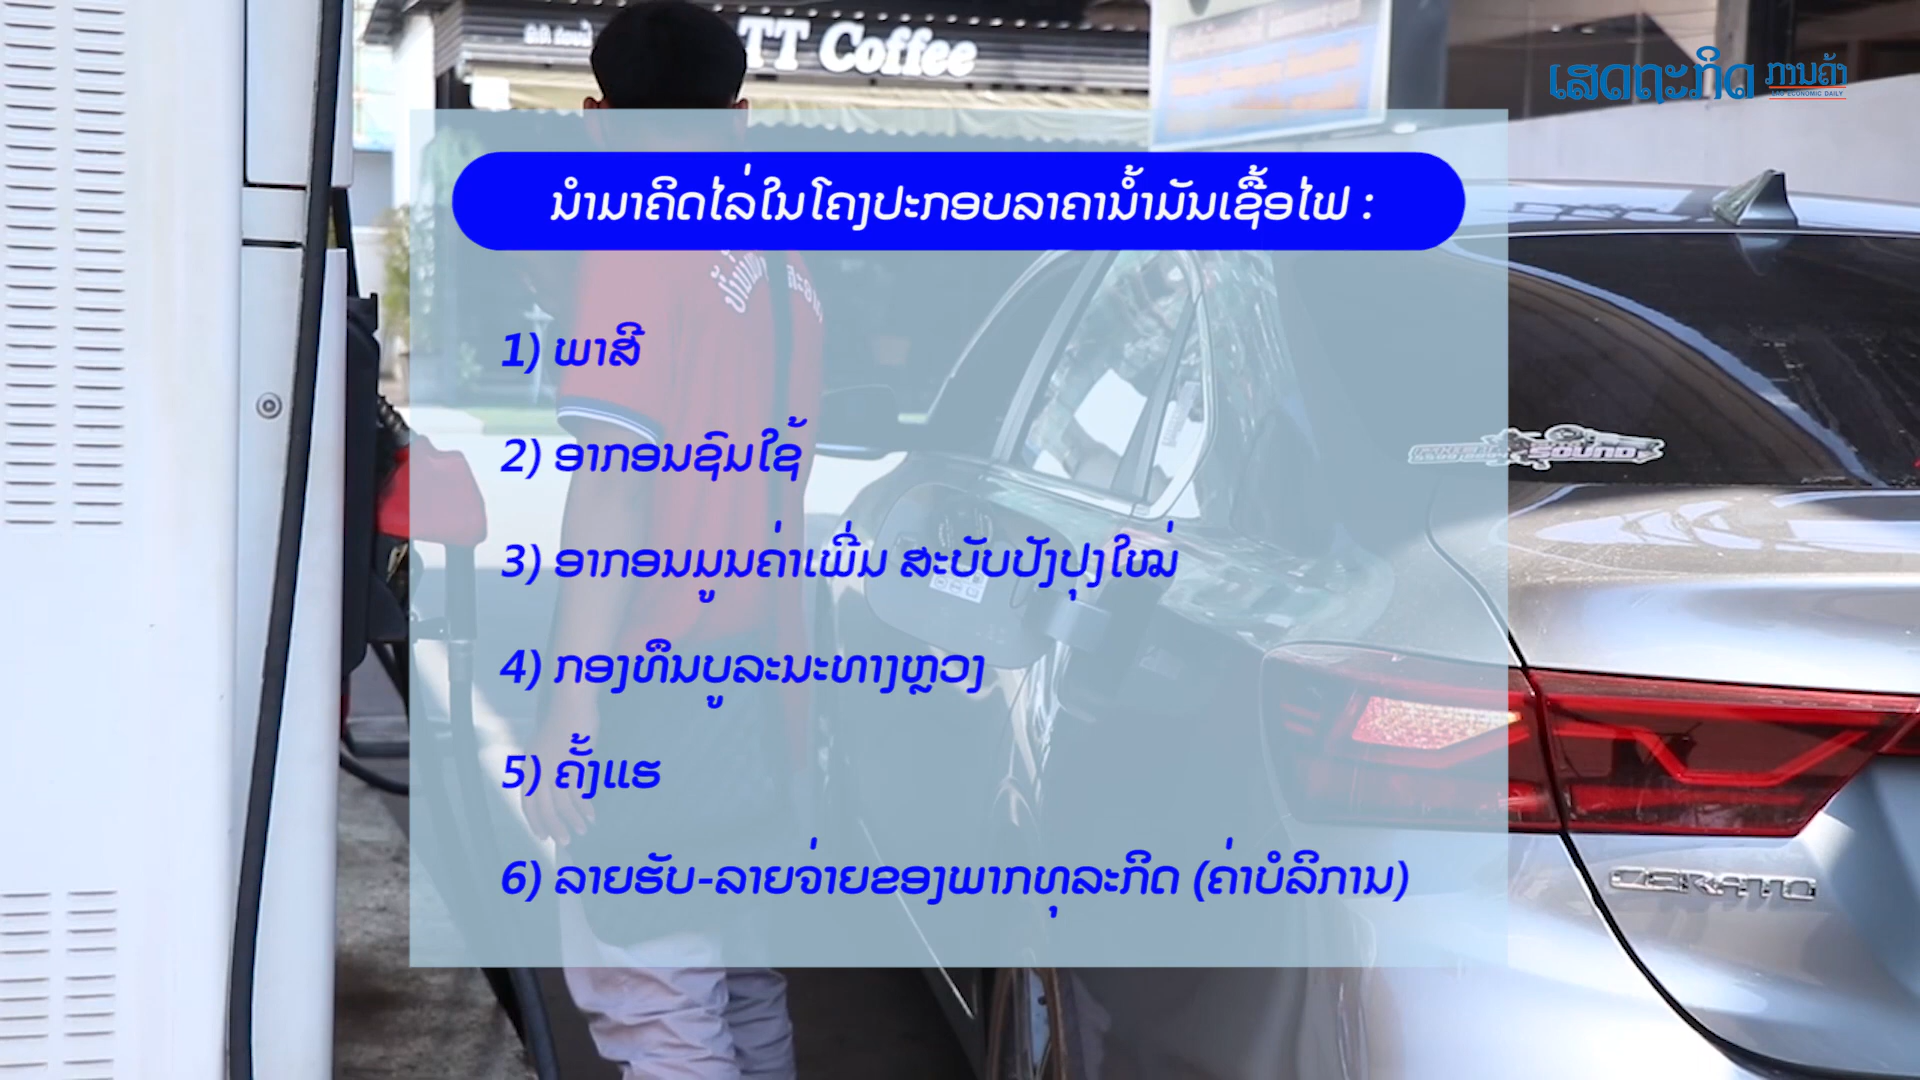 TT Coffee
ເສດຖະກິດ ການຄ້າ
LAO ECONOMIC DAILY
ນຳມາຄິດໄລ່ໃນໂຄງປະກອບລາຄານ້ຳມັນເຊື້ອໄຟ :
1) ພາສີ
2) ອາກອນຊົມໃຊ້
3) ອາກອນມູນຄ່າເພີ່ມ ສະບັບປັງປຸງໃໝ່
4) ກອງທຶນບູລະນະທາງຫຼວງ
5) ຄັ້ງແຮ
6) ລາຍຮັບ-ລາຍຈ່າຍຂອງພາກທຸລະກິດ (ຄ່າບໍລິການ)
SOUND
CERATO